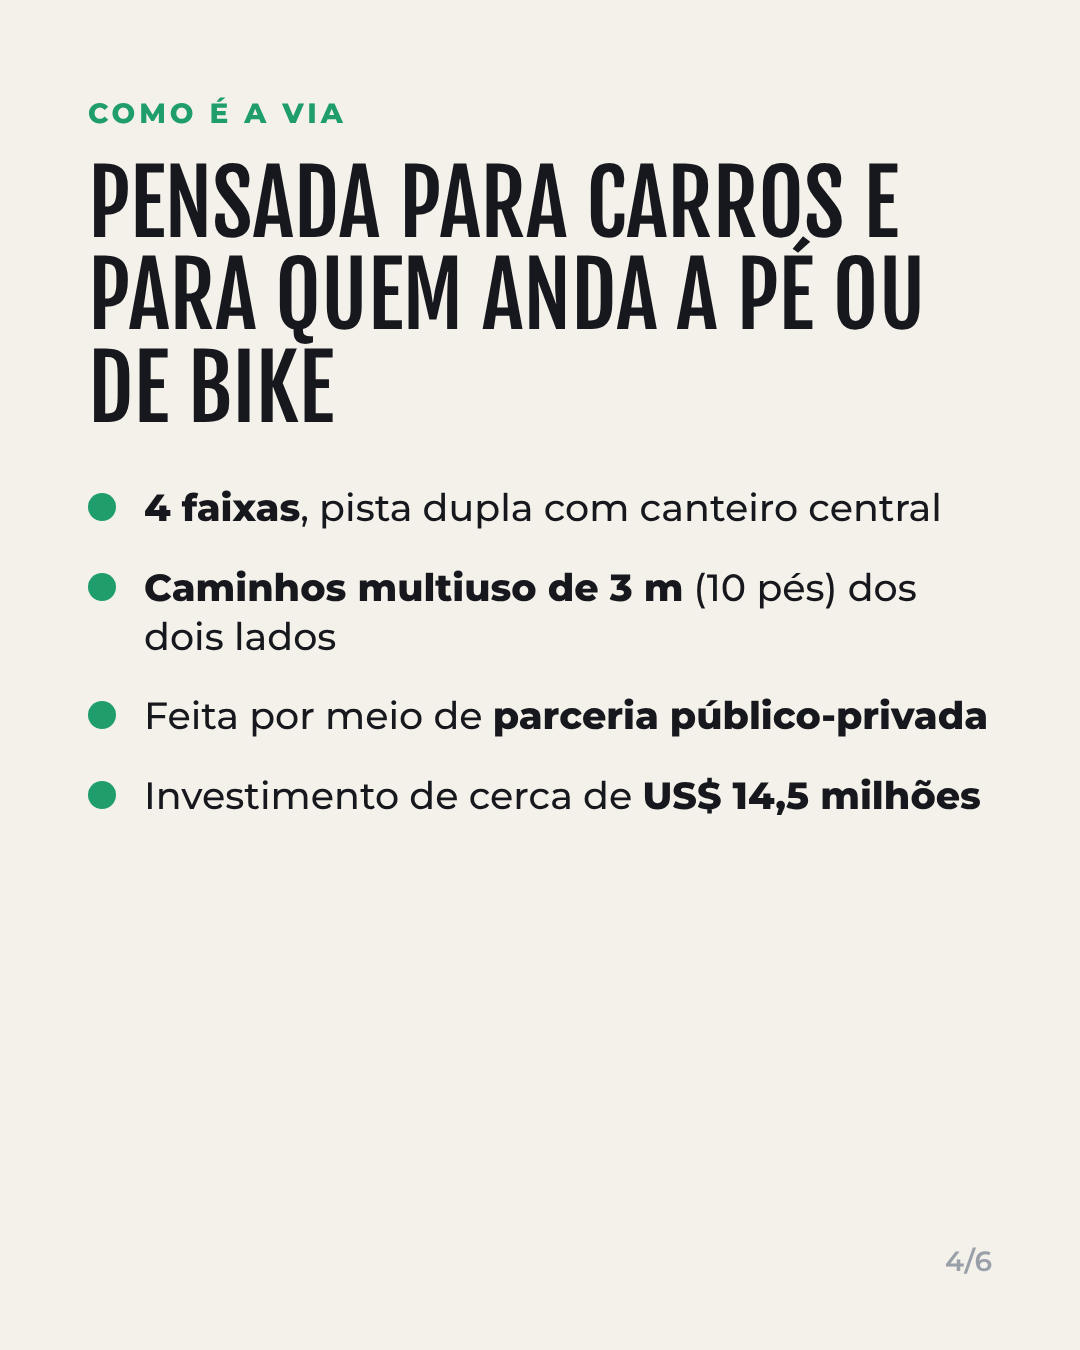 COMO É A VIA
PENSADA PARA CARROS E
PARA QUEM ANDA A PÉ OU
DE BIKE
4 faixas, pista dupla com canteiro central
Caminhos multiuso de 3 m (10 pés) dos
dois lados
Feita por meio de parceria público-privada
Investimento de cerca de US$ 14,5 milhões
4/6